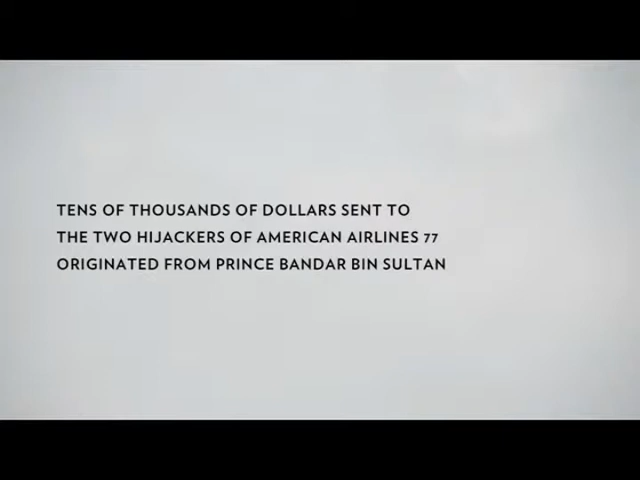 TENS OF THOUSANDS OF DOLLARS SENT TO
THE TWO HIJACKERS OF AMERICAN AIRLINES 77
ORIGINATED FROM PRINCE BANDAR BIN SULTAN